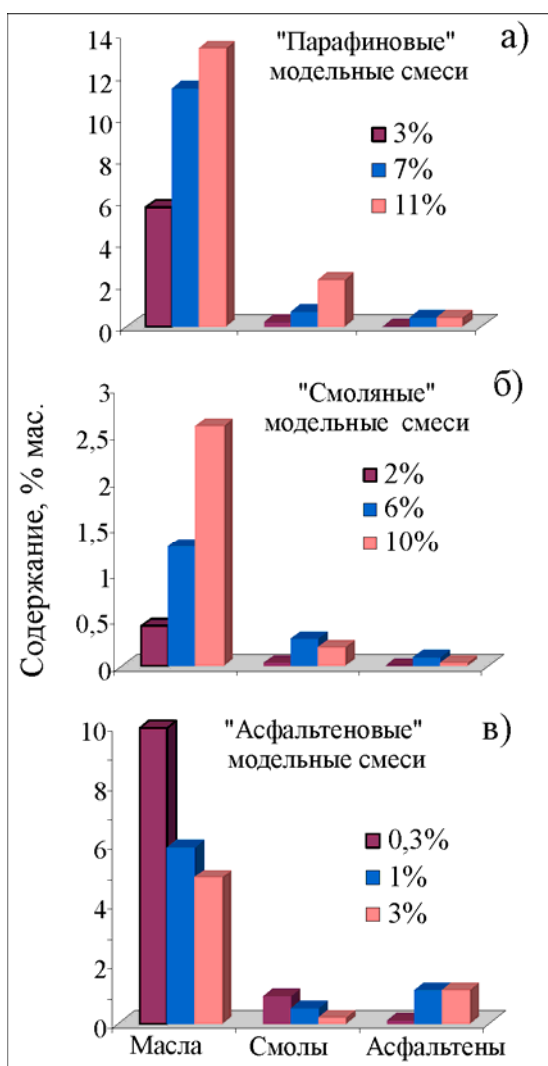 Содержание, % мас.
а)
"Парафиновые"
модельные смеси
3%
7%
11%
14
12
10
8
6
4
2
0
б)
"Смоляные"
модельные смеси
2%
6%
10%
3
2,5
2
1,5
1
0,5
0
в)
"Асфальтеновые"
модельные смеси
0,3%
1%
3%
10
8
6
4
2
0
Масла Смолы Асфальтены